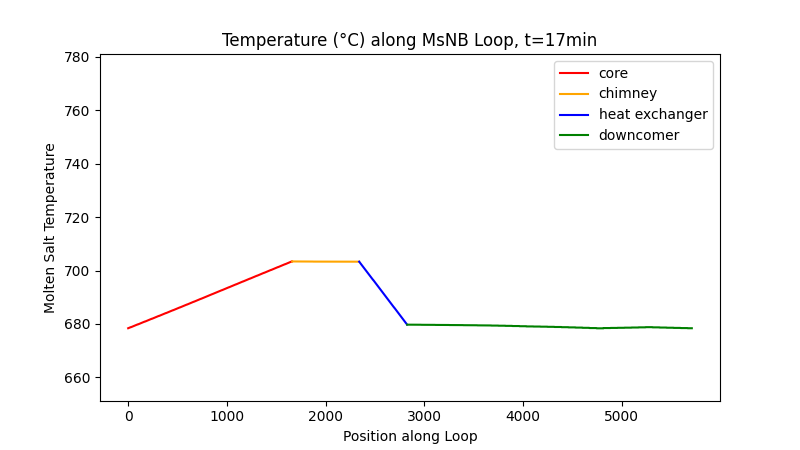 Temperature (°C) along MsNB Loop, t=17min
core
chimney
heat exchanger
downcomer
780
760
740
720
700
680
660
Molten Salt Temperature
0 1000 2000 3000 4000 5000
Position along Loop